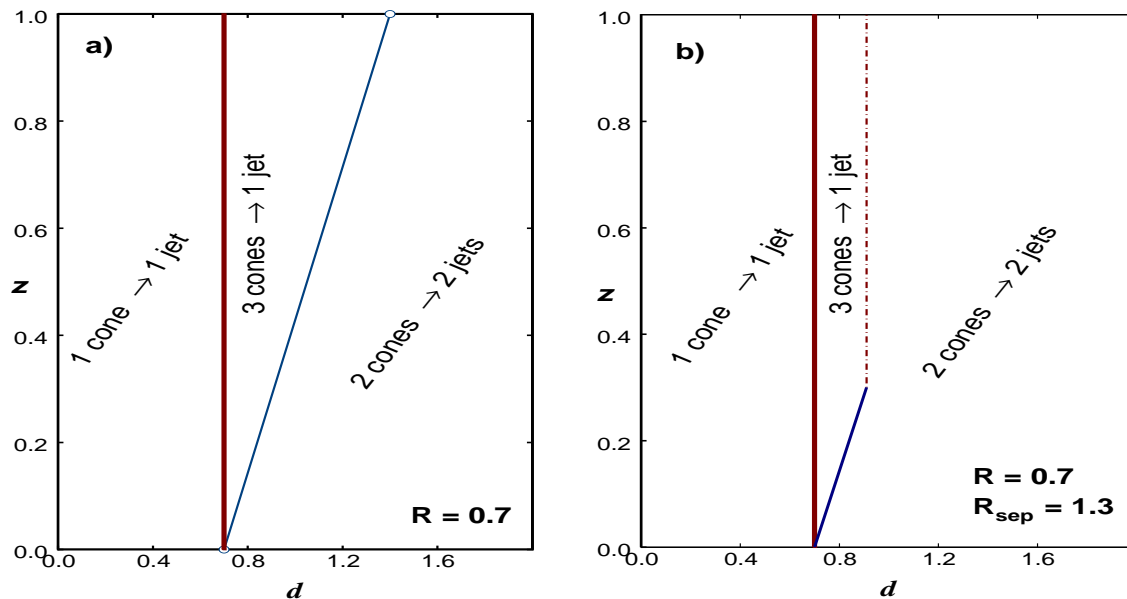 a)
1.0
0.8
0.6
0.4
0.2
0.0
z
1 cone → 1 jet
3 cones → 1 jet
2 cones → 2 jets
R = 0.7
0.0 0.4 0.8 1.2 1.6
d
b)
1.0
0.8
0.6
0.4
0.2
0.0
z
1 cone → 1 jet
3 cones → 1 jet
2 cones → 2 jets
R = 0.7
R_sep = 1.3
0.0 0.4 0.8 1.2 1.6
d